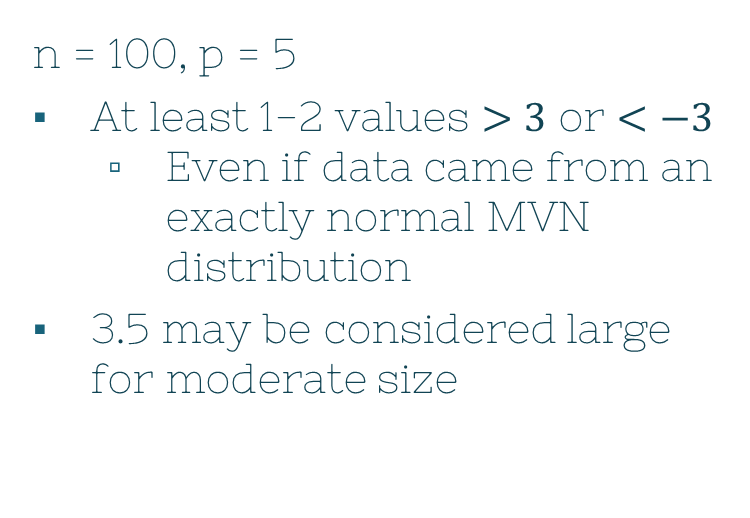 n = 100, p = 5
▪ At least 1-2 values > 3 or < −3
▫ Even if data came from an
exactly normal MVN
distribution
▪ 3.5 may be considered large
for moderate size